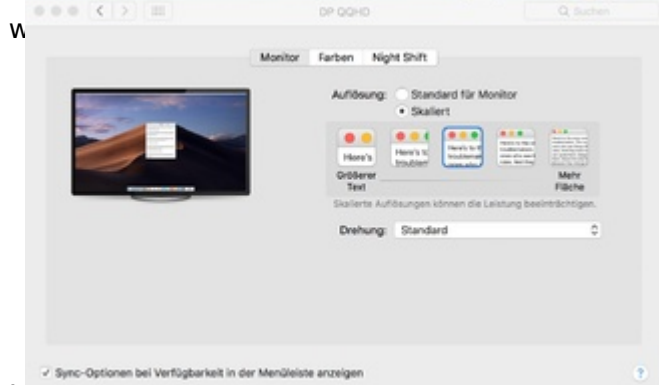 DP QQHD
Suchen
W
Monitor Farben Night Shift
Auflösung: Standard für Monitor
Skaliert
Here's
Größerer Text
Mehr Fläche
Skalierte Auflösungen können die Leistung beeinträchtigen.
Drehung: Standard
Sync-Optionen bei Verfügbarkeit in der Menüleiste anzeigen
?